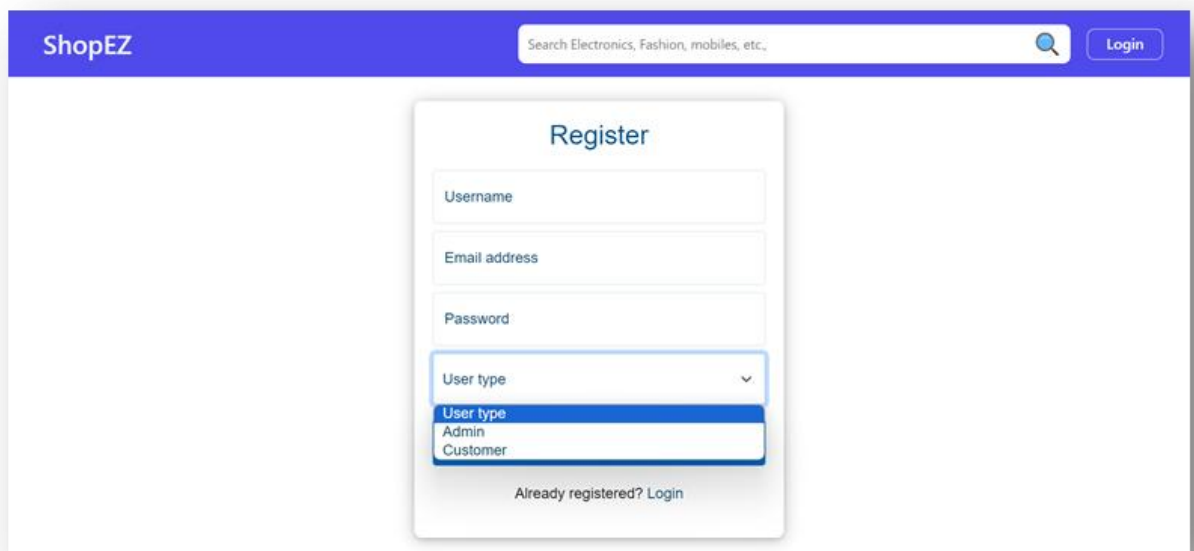 ShopEZ
Search Electronics, Fashion, mobiles, etc.,
Login
Register
Username
Email address
Password
User type
User type
Admin
Customer
Already registered? Login